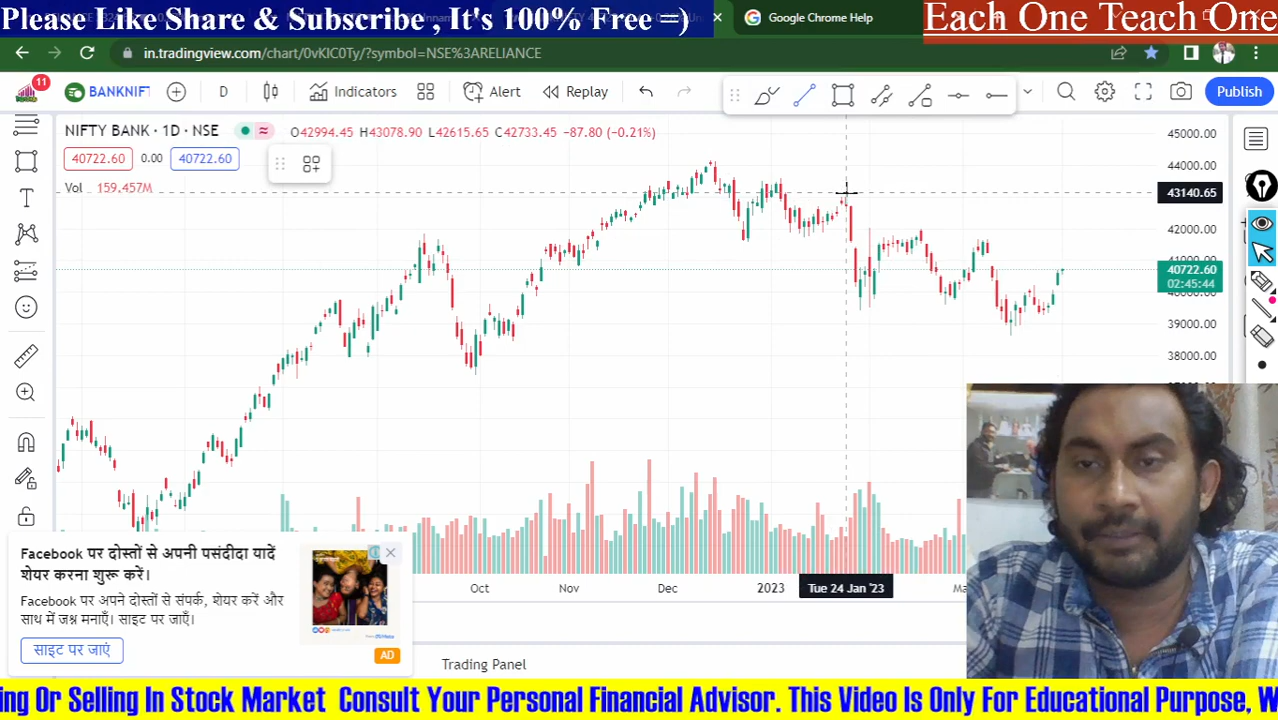 Please Like Share & Subscribe , It's 100% Free =)
Google Chrome Help
Each One Teach One
in.tradingview.com/chart/0vKlC0Ty/?symbol=NSE%3ARELIANCE
11
BANKNIFT
D
Indicators
Alert
Replay
Publish
NIFTY BANK · 1D · NSE
O42994.45 H43078.90 L42615.65 C42733.45 −87.80 (−0.21%)
40722.60
0.00
40722.60
Vol 159.457M
45000.00
44000.00
43140.65
42000.00
40722.60
02:45:44
39000.00
38000.00
Facebook पर दोस्तों से अपनी पसंदीदा यादें
शेयर करना शुरू करें।
Facebook पर अपने दोस्तों से संपर्क, शेयर करें और
साथ में जश्न मनाएँ। साइट पर जाएँ।
साइट पर जाएं
AD
Oct
Nov
Dec
2023
Tue 24 Jan '23
Trading Panel
ing Or Selling In Stock Market Consult Your Personal Financial Advisor. This Video Is Only For Educational Purpose, W